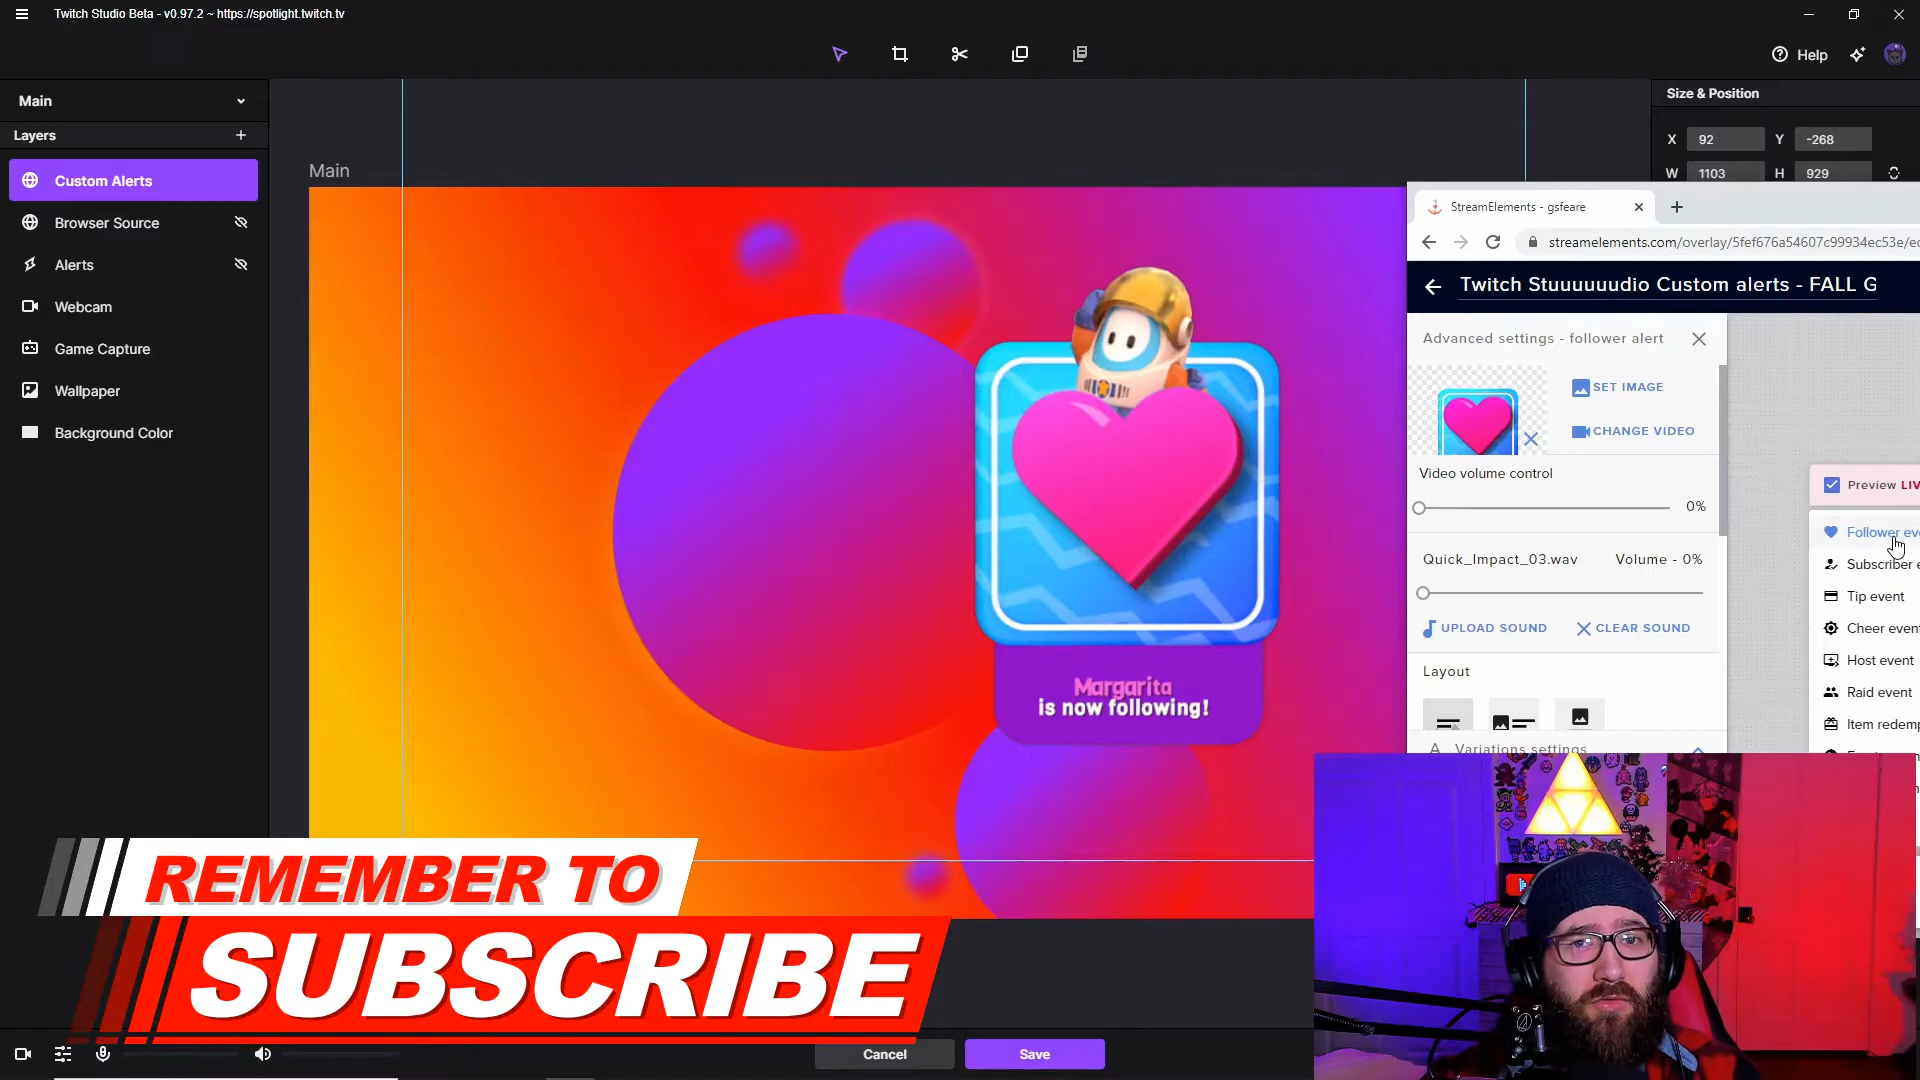 Twitch Studio Beta - v0.97.2 ~ https://spotlight.twitch.tv
Help
Main
Layers
Custom Alerts
Browser Source
Alerts
Webcam
Game Capture
Wallpaper
Background Color
Main
Margarita
is now following!
Size & Position
X 92 Y -268
W 1103 H 929
StreamElements - gsfeare
streamelements.com/overlay/5fef676a54607c99934ec53e/ed
Twitch Stuuuuuudio Custom alerts - FALL G
Advanced settings - follower alert
SET IMAGE
CHANGE VIDEO
Video volume control
0%
Quick_Impact_03.wav Volume - 0%
UPLOAD SOUND CLEAR SOUND
Layout
Variations settings
Preview LIV
Follower eve
Subscriber e
Tip event
Cheer event
Host event
Raid event
Item redemp
REMEMBER TO
SUBSCRIBE
Cancel
Save